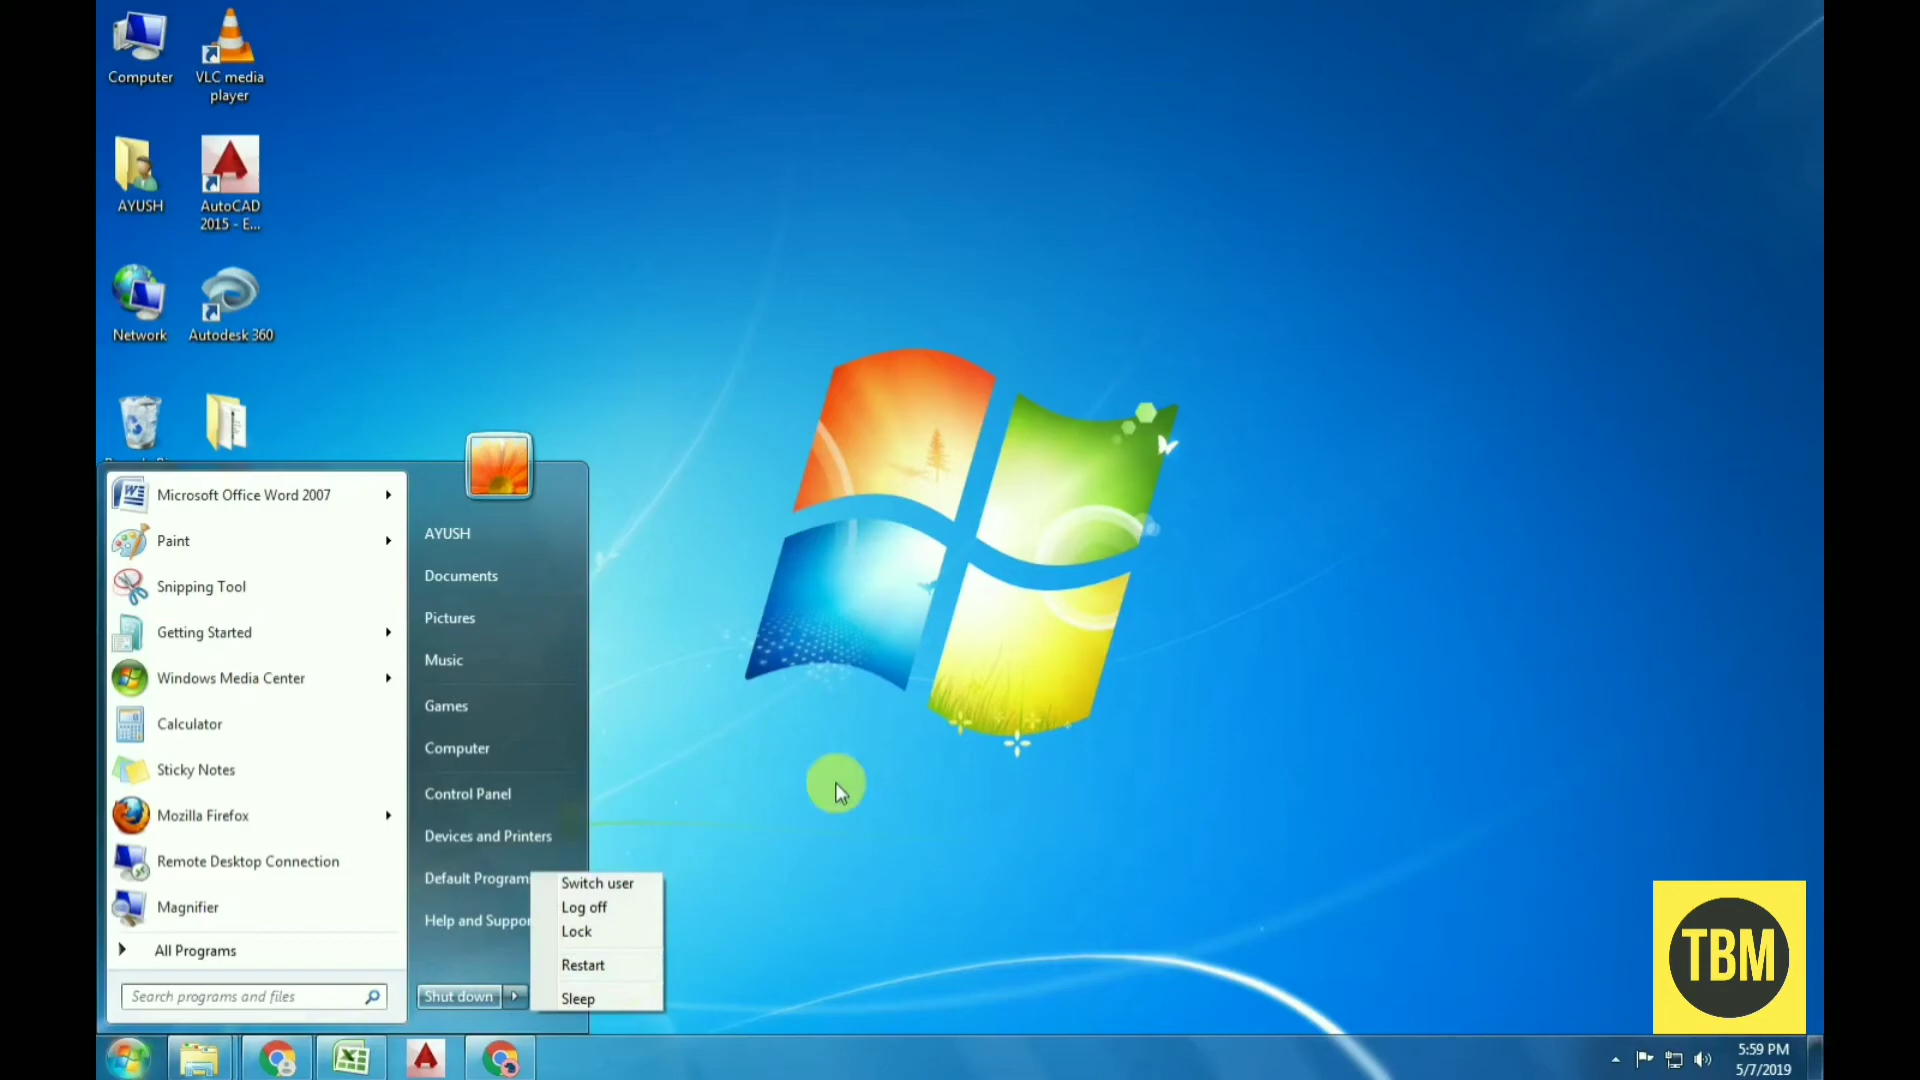 Computer
VLC media
player
AYUSH
AutoCAD
2015 - E...
Network
Autodesk 360
Microsoft Office Word 2007
Paint
Snipping Tool
Getting Started
Windows Media Center
Calculator
Sticky Notes
Mozilla Firefox
Remote Desktop Connection
Magnifier
All Programs
Search programs and files
AYUSH
Documents
Pictures
Music
Games
Computer
Control Panel
Devices and Printers
Default Program
Help and Suppor
Shut down
Switch user
Log off
Lock
Restart
Sleep
TBM
5:59 PM
5/7/2019